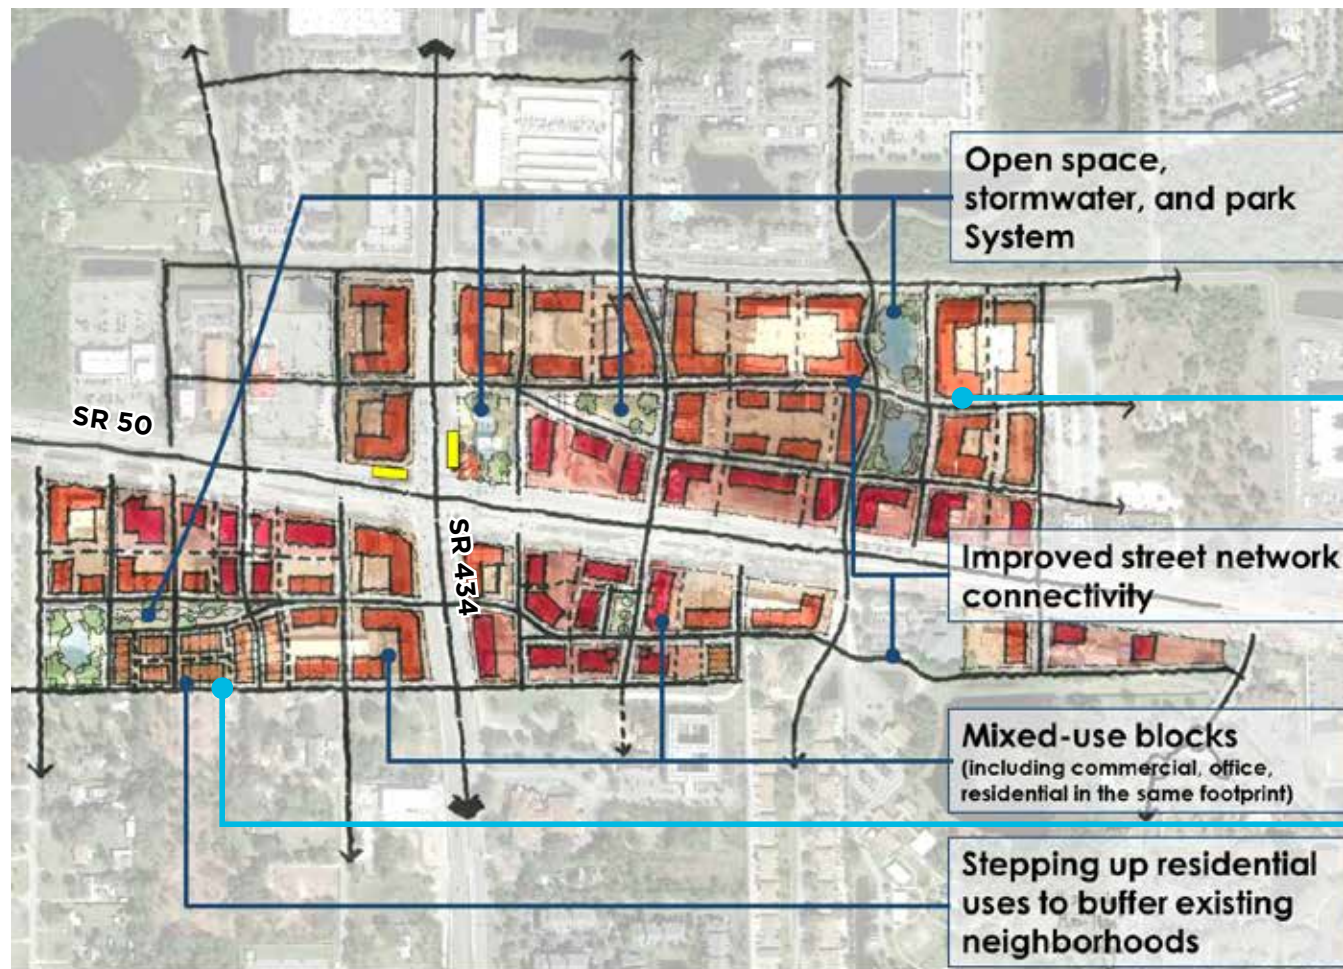 Open space,
stormwater, and park
System
SR 50
SR 434
Improved street network
connectivity
Mixed-use blocks
(including commercial, office,
residential in the same footprint)
Stepping up residential
uses to buffer existing
neighborhoods